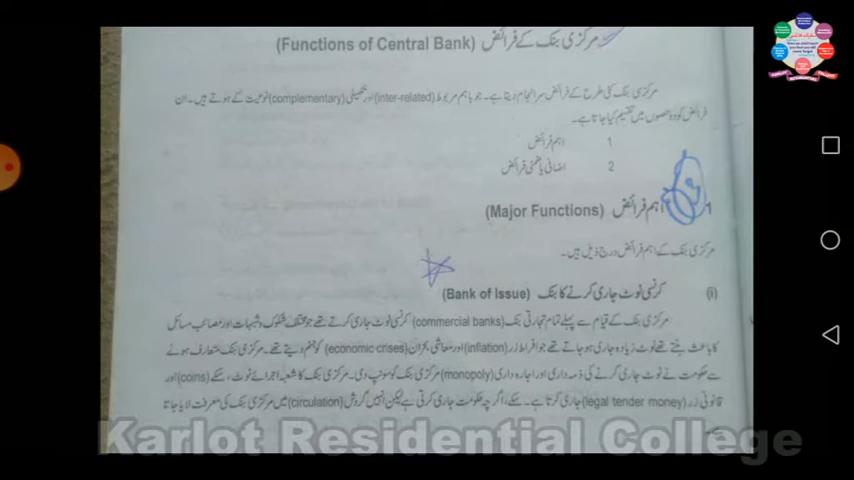 مرکزی بنک کے فرائض (Functions of Central Bank)
مرکزی بنک کئی طرح کے فرائض سرانجام دیتا ہے۔ جو باہم مربوط (inter-related) اور تکمیلی (complementary) نوعیت کے ہوتے ہیں۔ ان
فرائض کو دو حصوں میں تقسیم کیا جاتا ہے۔
1 اہم فرائض
2 اضافی یا ضمنی فرائض
1 اہم فرائض (Major Functions)
مرکزی بنک کے اہم فرائض درج ذیل ہیں۔
(i) کرنسی نوٹ جاری کرنے کا بنک (Bank of Issue)
مرکزی بنک کے قیام سے پہلے تمام تجارتی بنک (commercial banks) کرنسی نوٹ جاری کرتے تھے جو مختلف شکوک و شبہات اور مصائب و مسائل
کا باعث بنتے تھے نوٹ زیادہ جاری ہو جاتے تھے جو افراط زر (inflation) اور معاشی بحران (economic crises) کو جنم دیتے تھے۔ مرکزی بنک متعارف ہونے
سے حکومت نے نوٹ جاری کرنے کی ذمہ داری اور اجارہ داری (monopoly) مرکزی بنک کو سونپ دی۔ مرکزی بنک کا شعبہ اجرائے نوٹ، سکے (coins) اور
قانونی زر (legal tender money) جاری کرتا ہے۔ سکے، اگرچہ حکومت جاری کرتی ہے لیکن انہیں گردش (circulation) میں مرکزی بنک کی معرفت لایا جاتا
ہے۔
Karlot Residential College